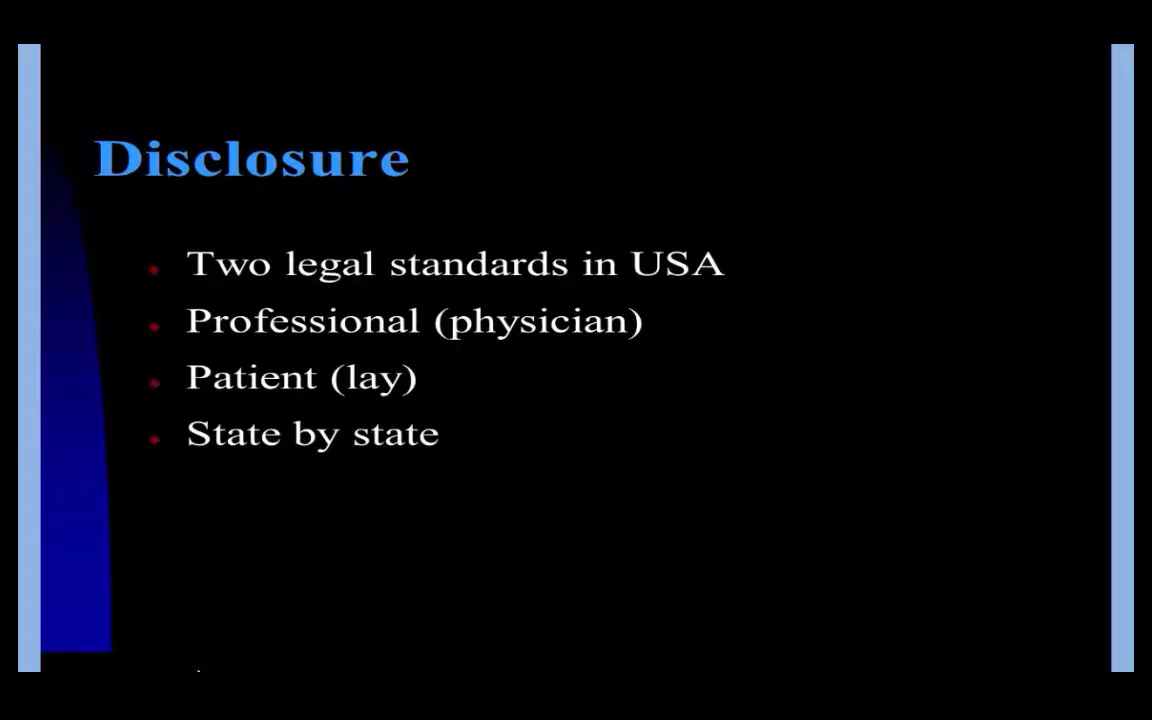 Disclosure
Two legal standards in USA
Professional (physician)
Patient (lay)
State by state